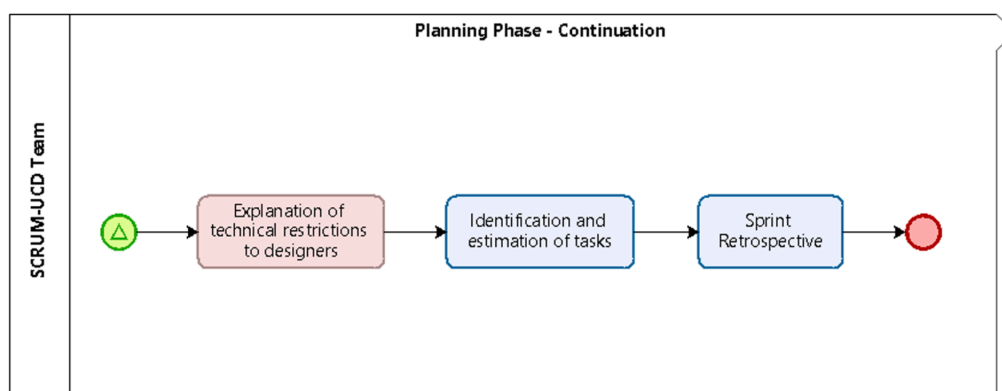 Planning Phase - Continuation
SCRUM-UCD Team
Explanation of
technical restrictions
to designers
Identification and
estimation of tasks
Sprint
Retrospective